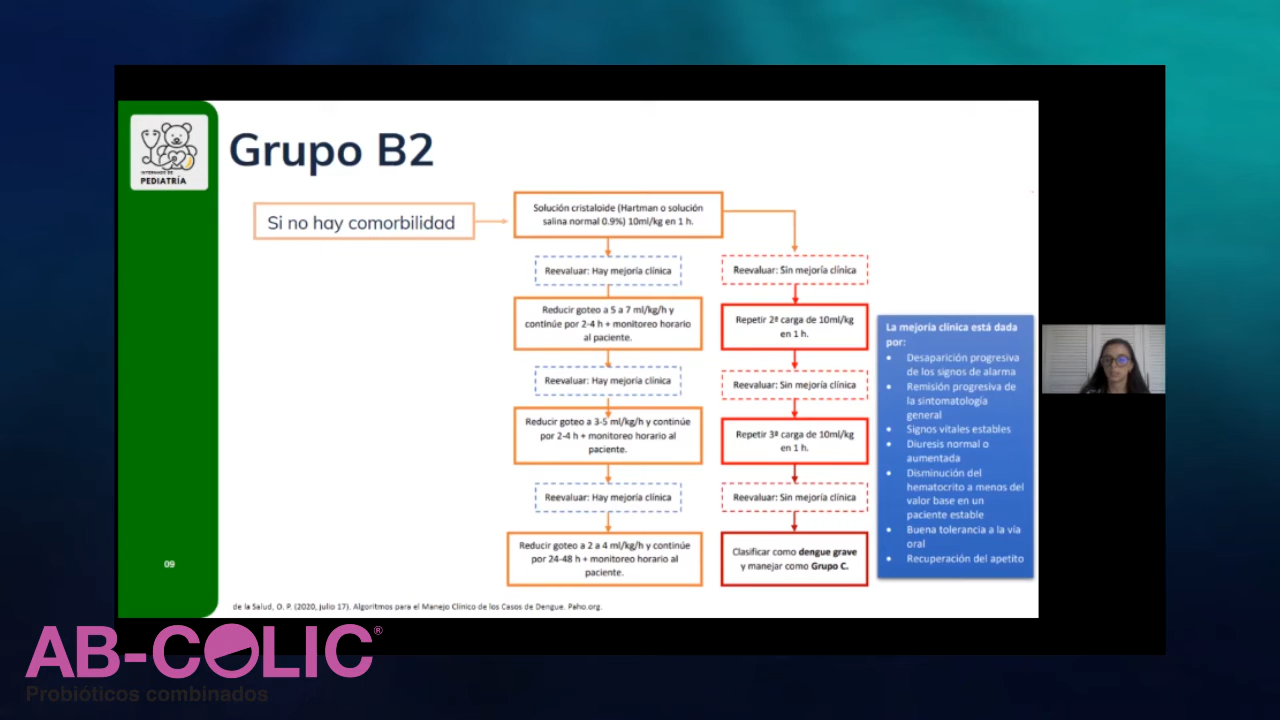 INTERNADO DE
PEDIATRÍA
Grupo B2
Si no hay comorbilidad
Solución cristaloide (Hartman o solución
salina normal 0.9%) 10ml/kg en 1 h.
Reevaluar: Hay mejoría clínica
Reducir goteo a 5 a 7 ml/kg/h y
continúe por 2-4 h + monitoreo horario
al paciente.
Reevaluar: Hay mejoría clínica
Reducir goteo a 3-5 ml/kg/h y continúe
por 2-4 h + monitoreo horario al
paciente.
Reevaluar: Hay mejoría clínica
Reducir goteo a 2 a 4 ml/kg/h y continúe
por 24-48 h + monitoreo horario al
paciente.
Reevaluar: Sin mejoría clínica
Repetir 2ª carga de 10ml/kg
en 1 h.
Reevaluar: Sin mejoría clínica
Repetir 3ª carga de 10ml/kg
en 1 h.
Reevaluar: Sin mejoría clínica
Clasificar como dengue grave
y manejar como Grupo C.
La mejoría clínica está dada
por:
• Desaparición progresiva
de los signos de alarma
• Remisión progresiva de
la sintomatología
general
• Signos vitales estables
• Diuresis normal o
aumentada
• Disminución del
hematocrito a menos del
valor base en un
paciente estable
• Buena tolerancia a la vía
oral
• Recuperación del apetito
09
de la Salud, O. P. (2020, julio 17). Algoritmos para el Manejo Clínico de los Casos de Dengue. Paho.org.
AB-COLIC®
Probióticos combinados